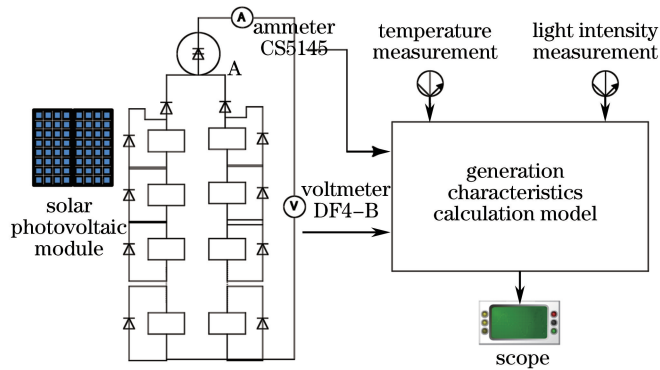 A
ammeter
CS5145
A
temperature
measurement
light intensity
measurement
solar
photovoltaic
module
V
voltmeter
DF4-B
generation
characteristics
calculation model
scope